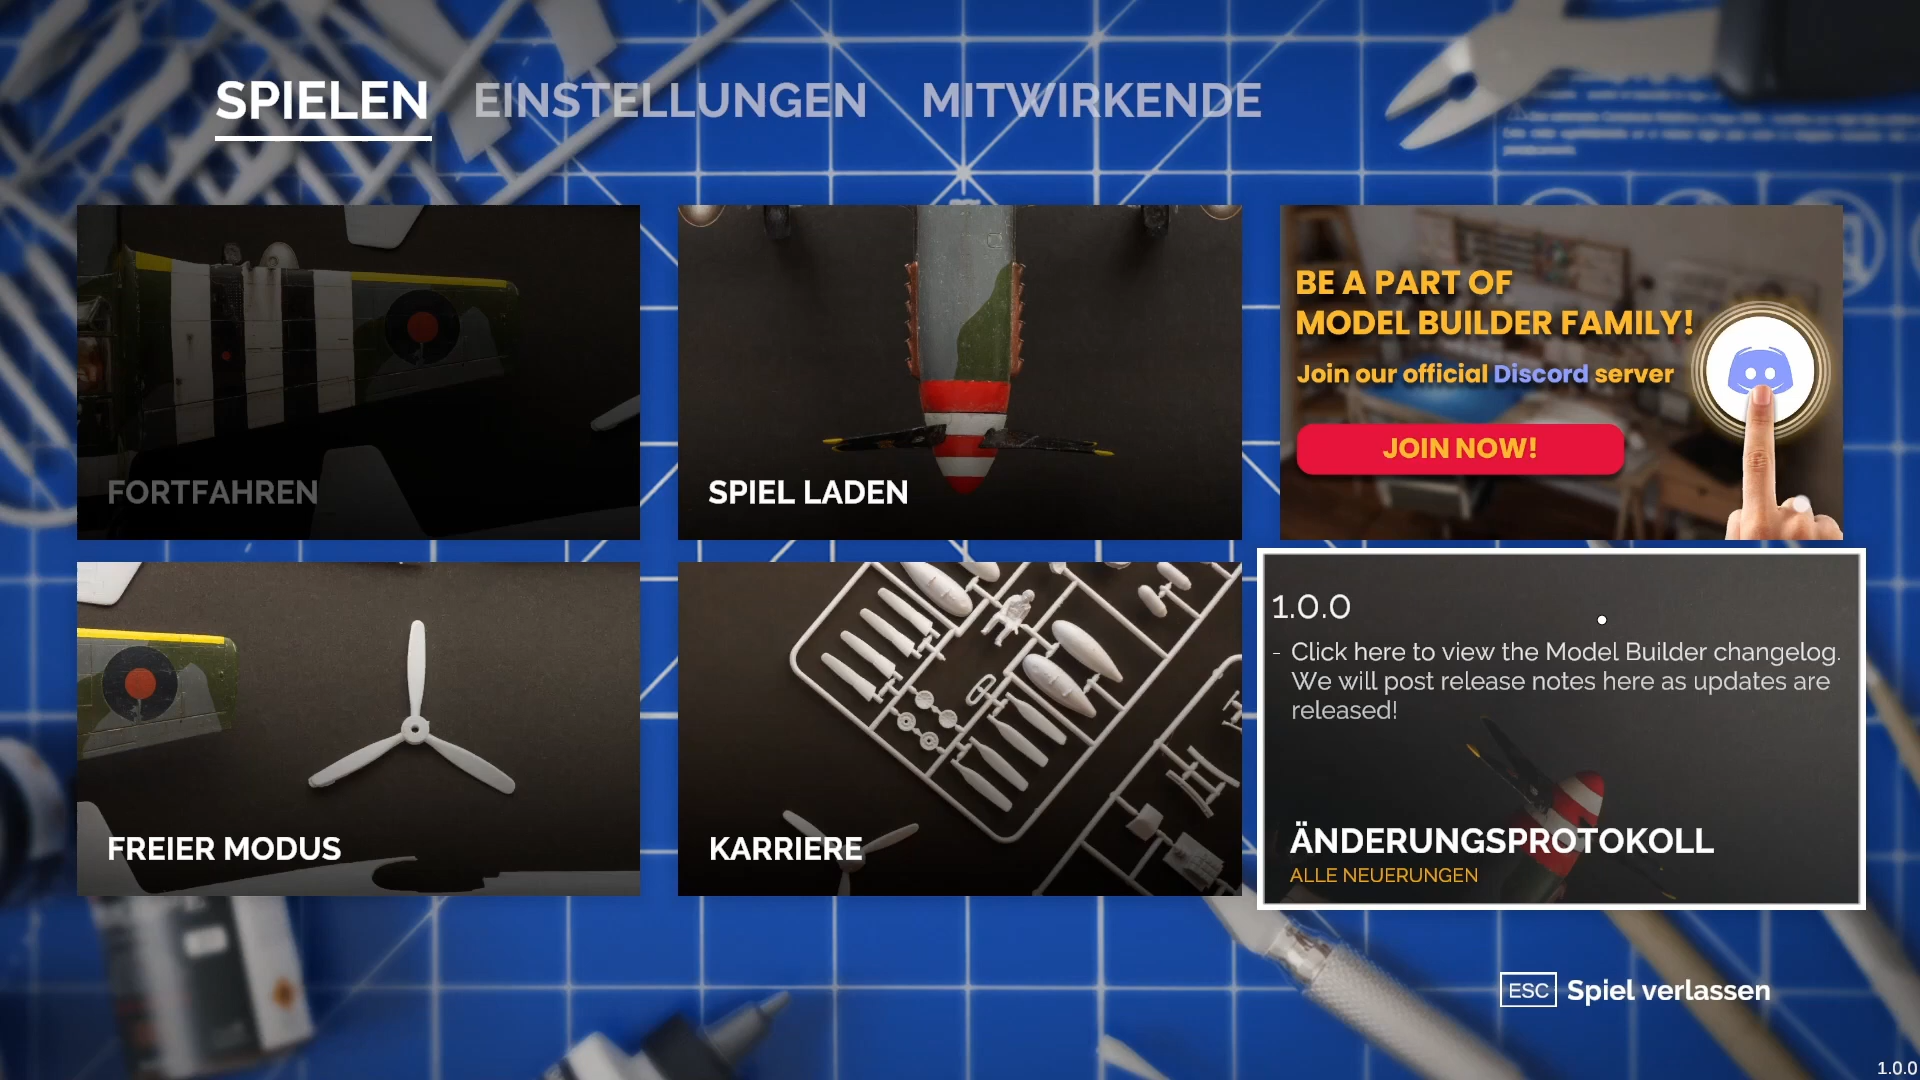 SPIELEN EINSTELLUNGEN MITWIRKENDE
FORTFAHREN
SPIEL LADEN
BE A PART OF
MODEL BUILDER FAMILY!
Join our official Discord server
JOIN NOW!
FREIER MODUS
KARRIERE
1.0.0
- Click here to view the Model Builder changelog.
We will post release notes here as updates are
released!
ÄNDERUNGSPROTOKOLL
ALLE NEUERUNGEN
ESC Spiel verlassen
1.0.0